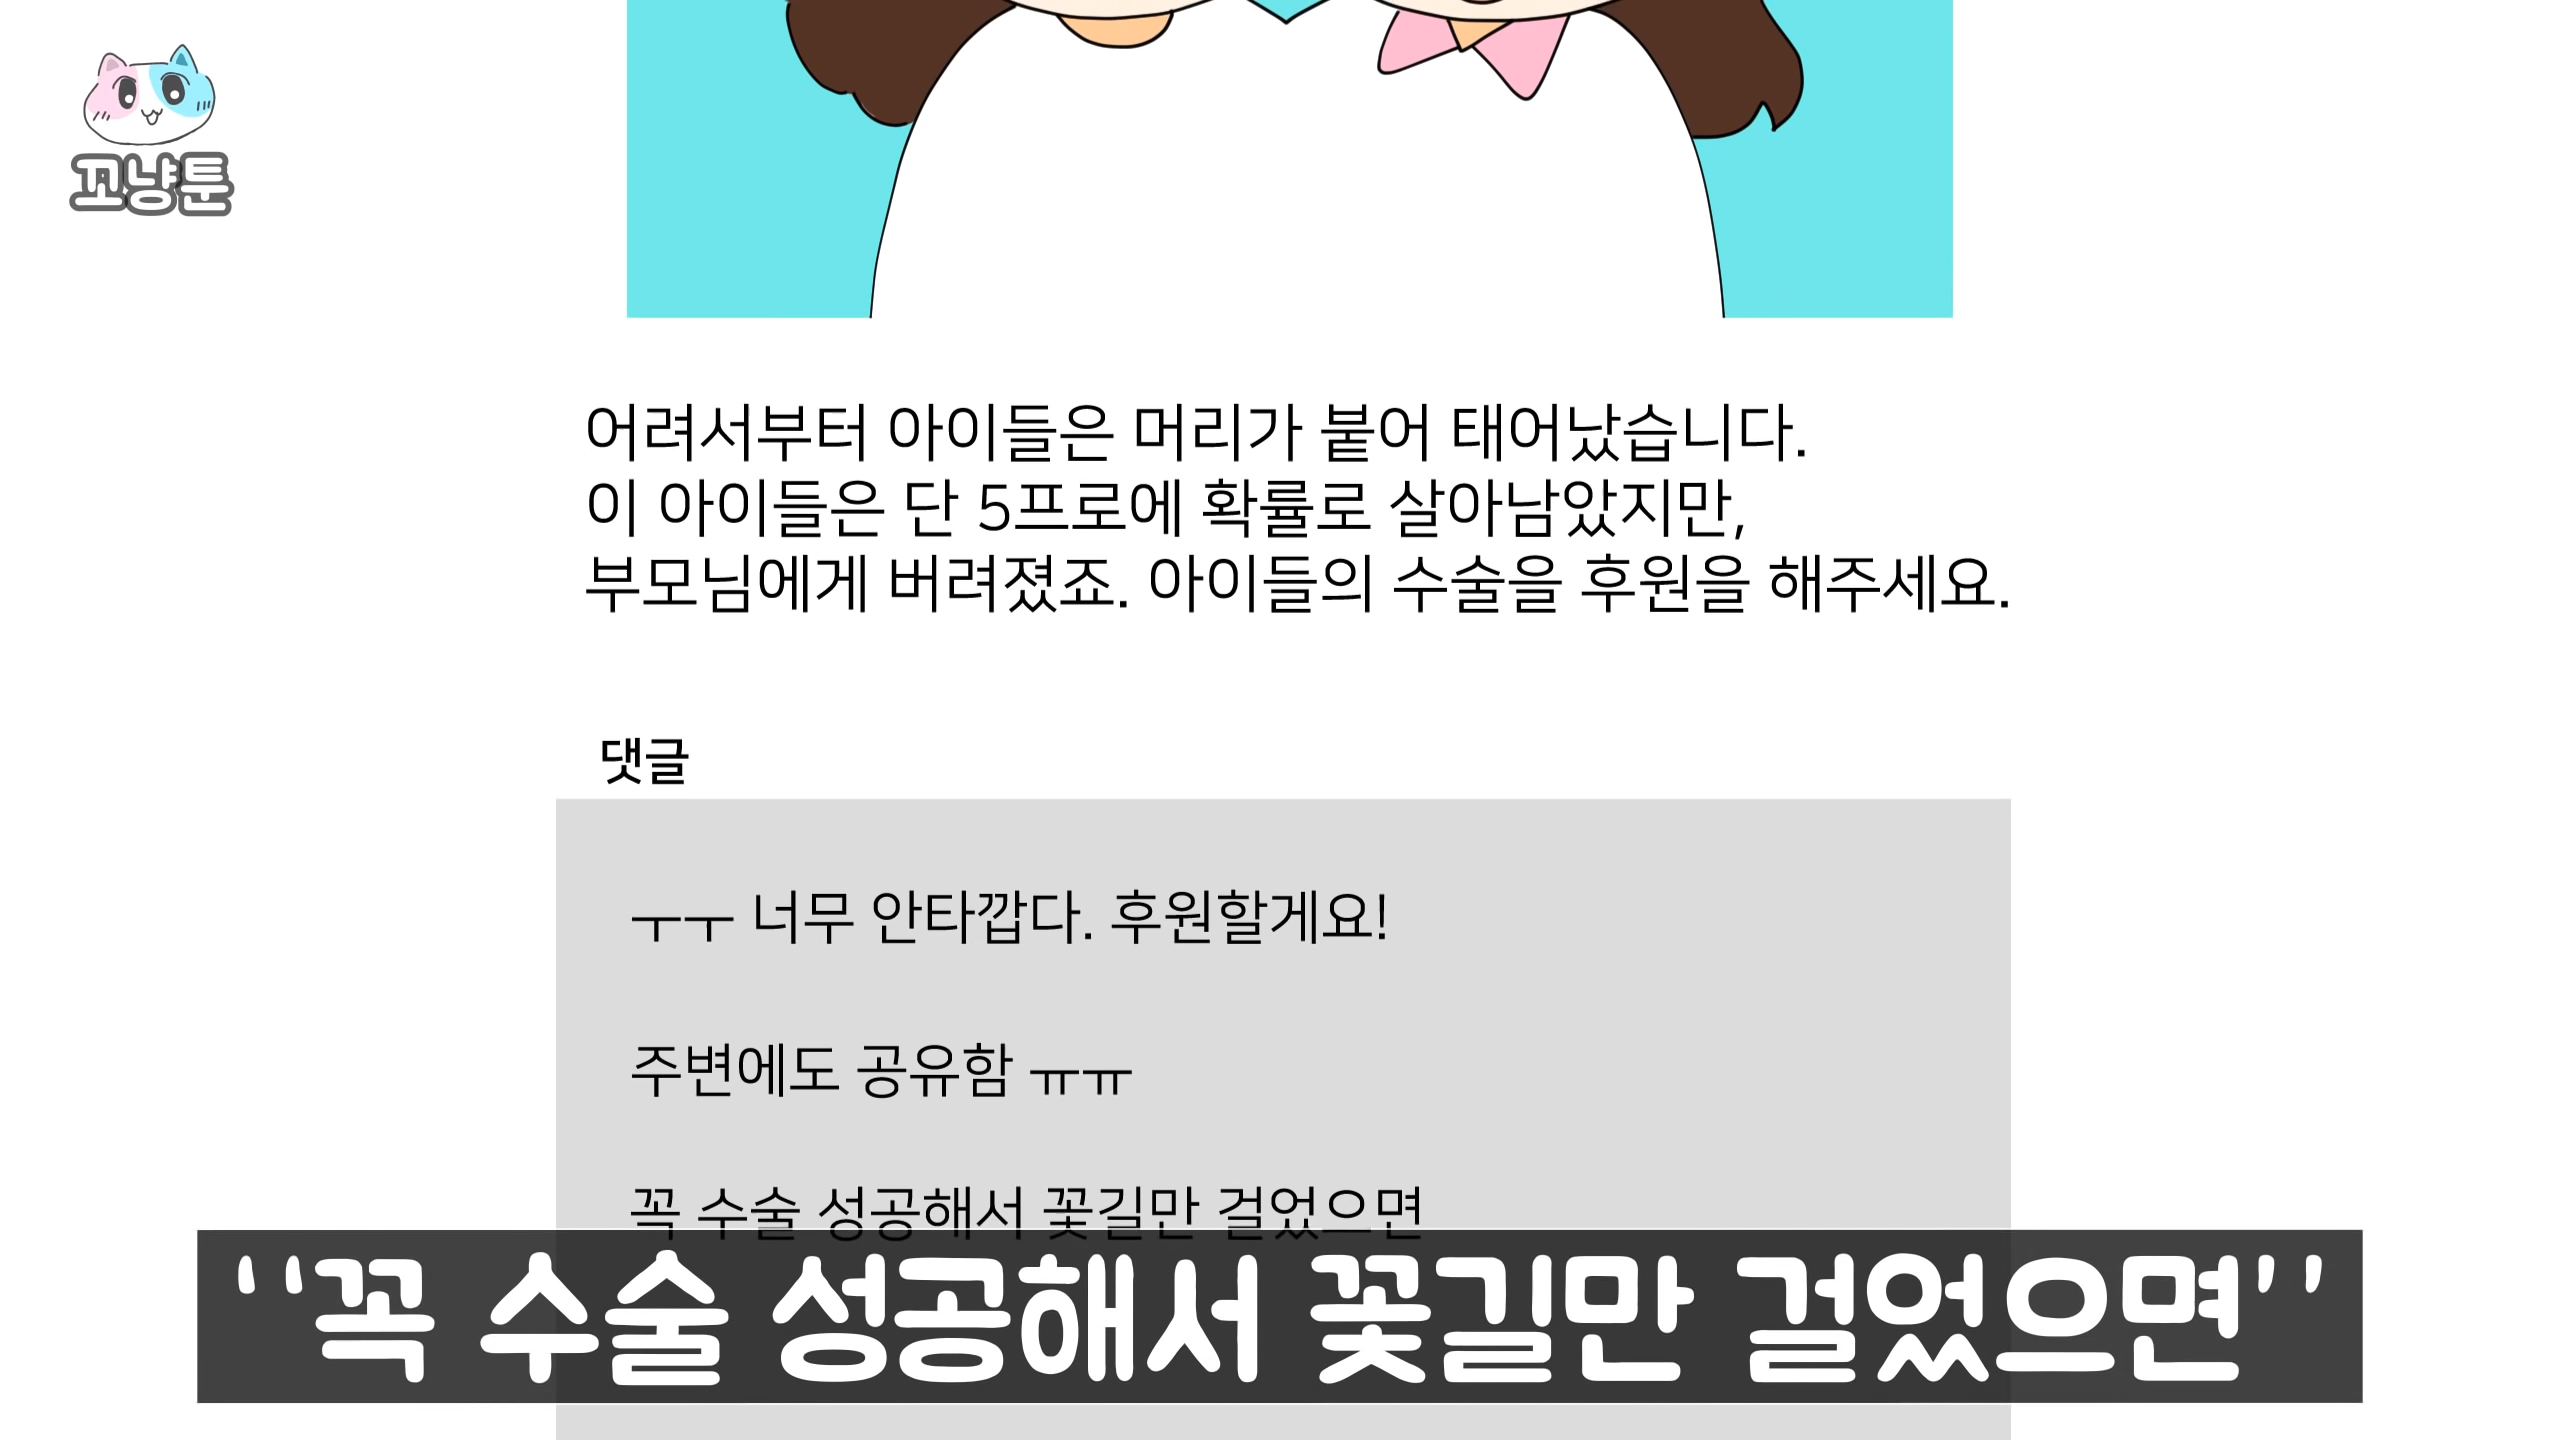 꼬냥툰
어려서부터 아이들은 머리가 붙어 태어났습니다.
이 아이들은 단 5프로에 확률로 살아남았지만,
부모님에게 버려졌죠. 아이들의 수술을 후원을 해주세요.
댓글
ㅜㅜ 너무 안타깝다. 후원할게요!
주변에도 공유함 ㅠㅠ
꼭 수술 성공해서 꽃길만 걸었으면
"꼭 수술 성공해서 꽃길만 걸었으면"